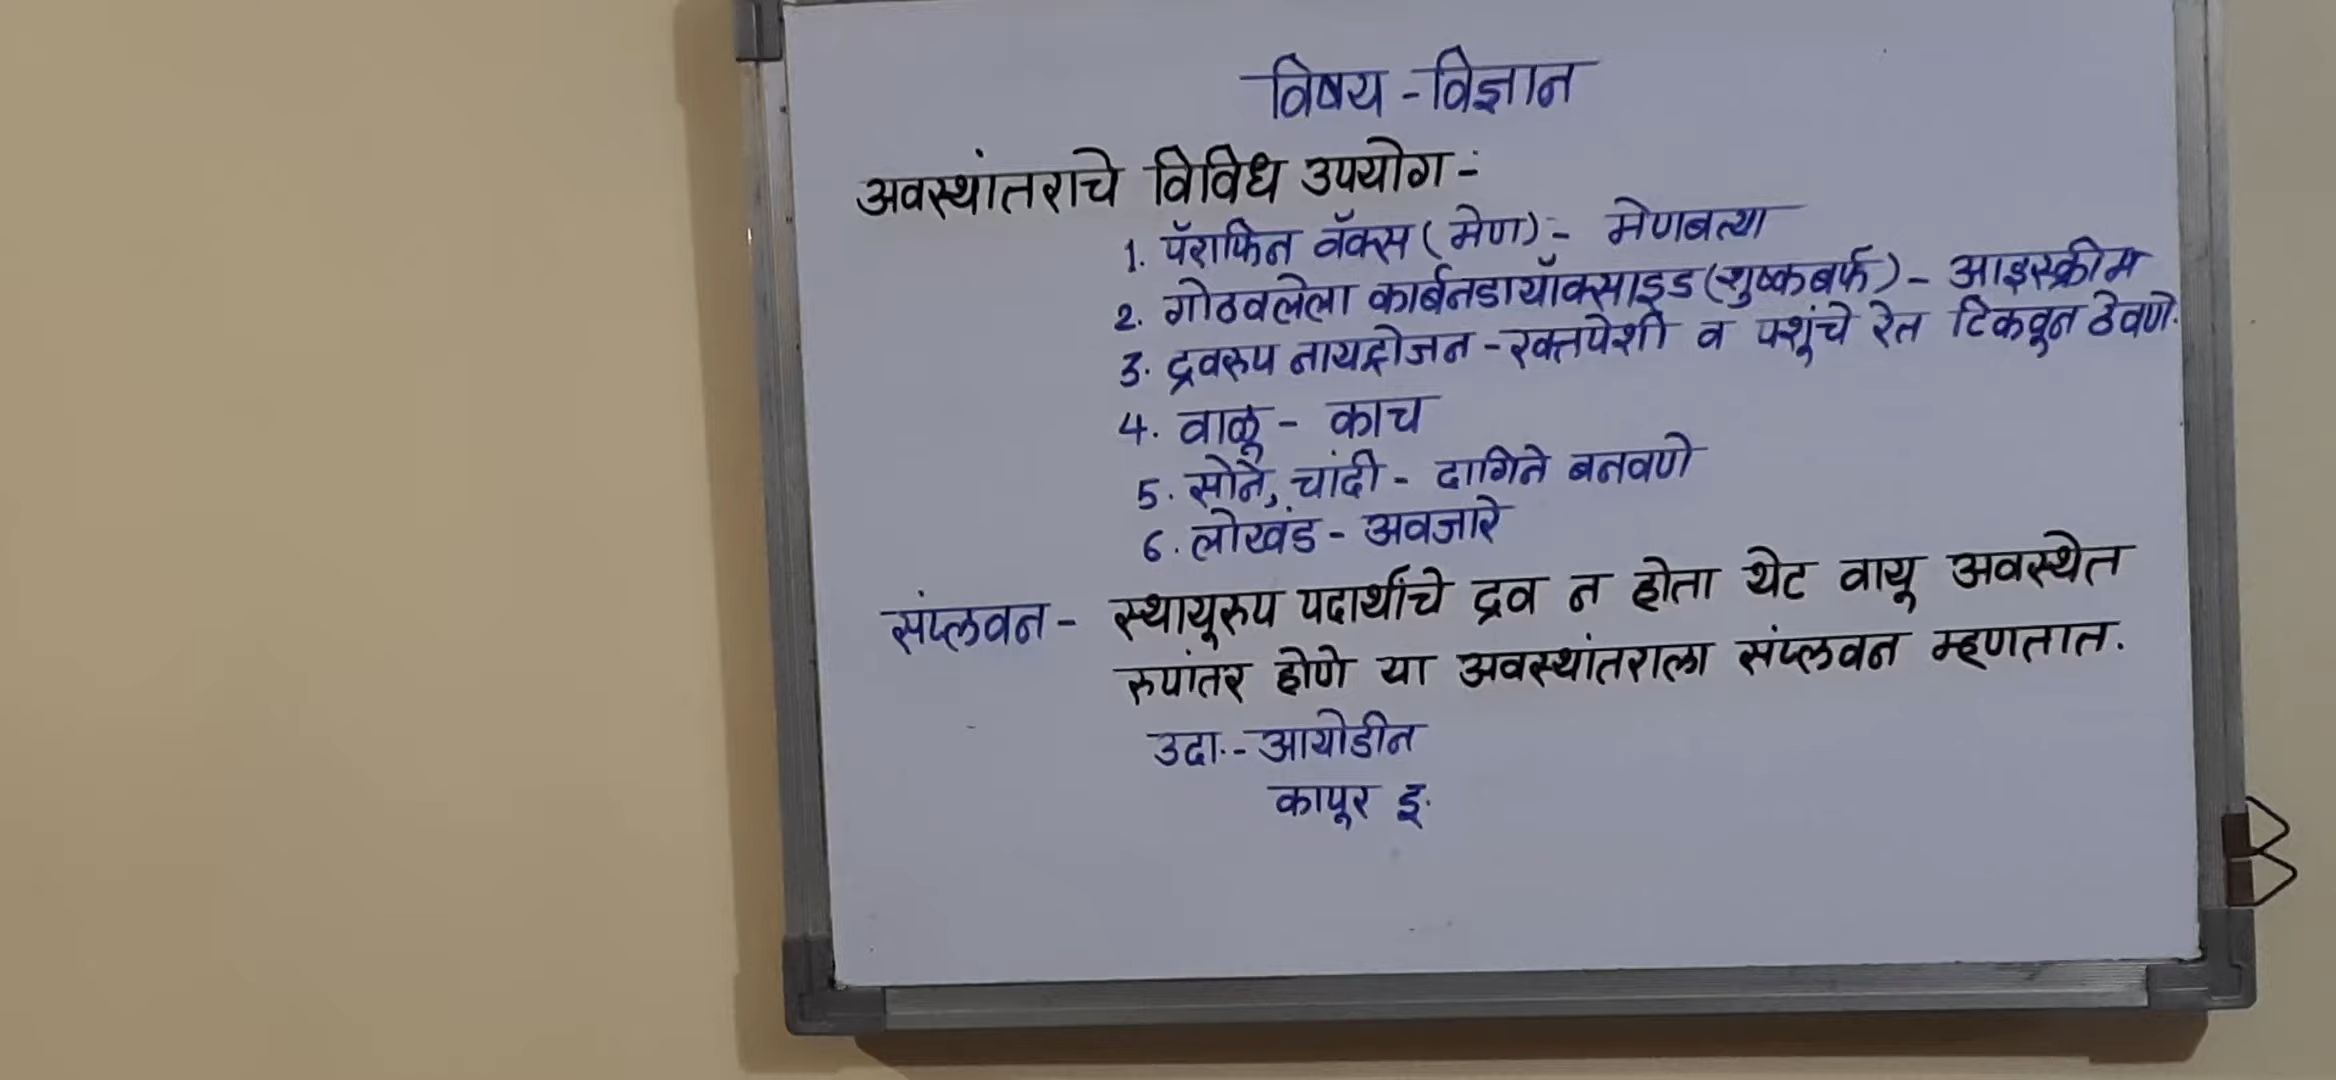 विषय - विज्ञान
अवस्थांतराचे विविध उपयोग :-
1. पॅराफिन वॅक्स (मेण) :- मेणबत्या
2. गोठवलेला कार्बनडायॉक्साइड (शुष्कबर्फ) - आइस्क्रीम
3. द्रवरुप नायट्रोजन - रक्तपेशी व पशूंचे रेत टिकवून ठेवणे.
4. वाळू - काच
5. सोने, चांदी - दागिने बनवणे
6. लोखंड - अवजारे
संप्लवन - स्थायूरुप पदार्थाचे द्रव न होता थेट वायू अवस्थेत
रुपांतर होणे या अवस्थांतराला संप्लवन म्हणतात.
उदा.- आयोडीन
कापूर इ.